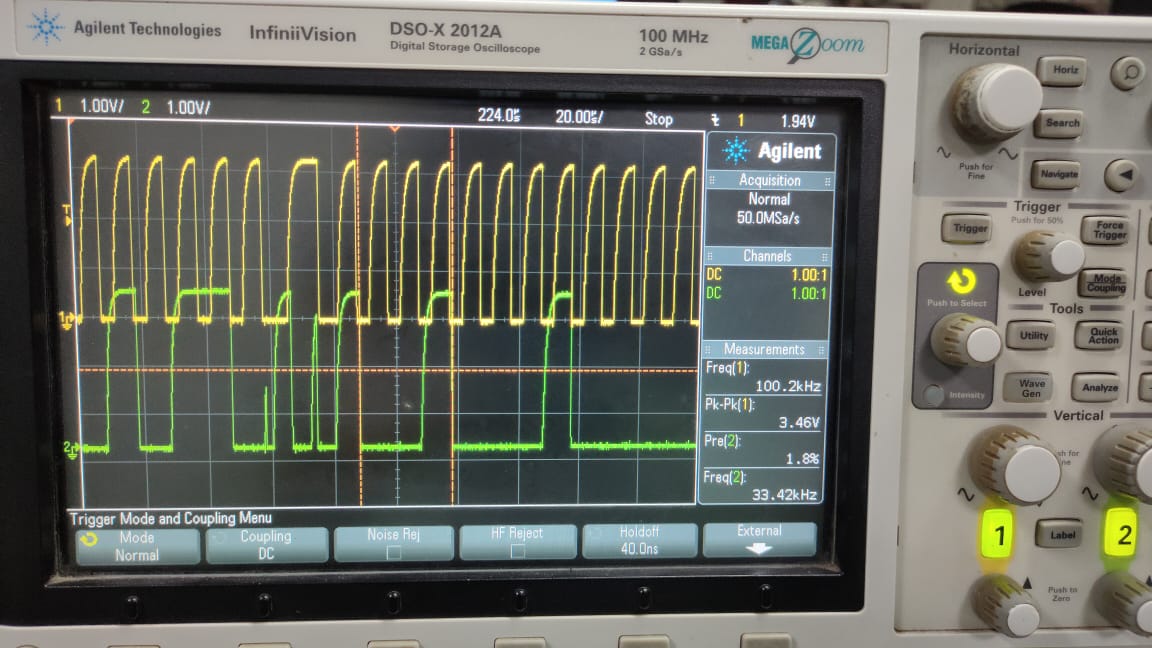 Agilent Technologies InfiniiVision DSO-X 2012A 100 MHz MEGA Zoom
Digital Storage Oscilloscope 2 GSa/s
1 1.00V/ 2 1.00V/ 224.0s 20.00s/ Stop 1 1.94V
Agilent
Acquisition
Normal
50.0MSa/s
Channels
DC 1.00:1
DC 1.00:1
Measurements
Freq(1):
100.2kHz
Pk-Pk(1):
3.46V
Pre(2):
1.8%
Freq(2):
33.42kHz
T
1
2
Trigger Mode and Coupling Menu
Mode
Normal
Coupling
DC
Noise Rej
HF Reject
Holdoff
40.0ns
External
Horizontal
Horiz
Search
Navigate
Push for
Fine
Trigger
Push for 50%
Trigger
Force
Trigger
Level
Mode
Coupling
Push to Select
Intensity
Tools
Utility
Quick
Action
Wave
Gen
Analyze
Vertical
1
Label
2
Push to
Zero